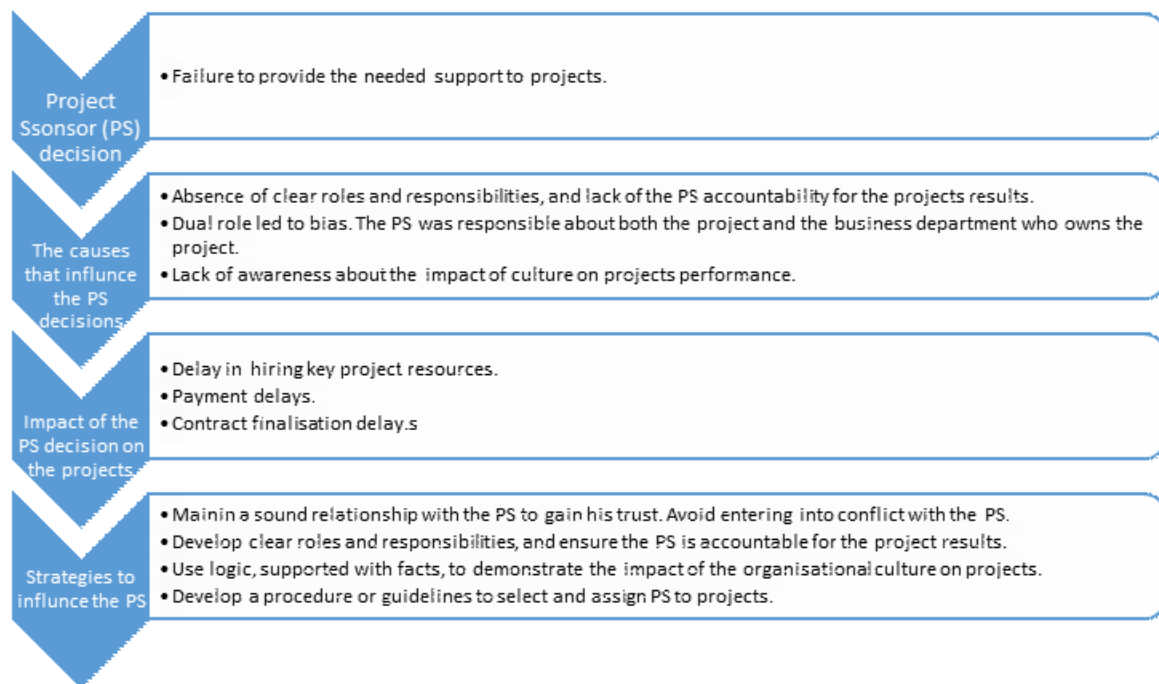 Project
Ssonsor (PS)
decision
• Failure to provide the needed support to projects.
The causes
that influnce
the PS
decisions
• Absence of clear roles and responsibilities, and lack of the PS accountability for the projects results.
• Dual role led to bias. The PS was responsible about both the project and the business department who owns the
project.
• Lack of awareness about the impact of culture on projects performance.
Impact of the
PS decision on
the projects
• Delay in hiring key project resources.
• Payment delays.
• Contract finalisation delay.s
Strategies to
influnce the PS
• Mainin a sound relationship with the PS to gain his trust. Avoid entering into conflict with the PS.
• Develop clear roles and responsibilities, and ensure the PS is accountable for the project results.
• Use logic, supported with facts, to demonstrate the impact of the organisational culture on projects.
• Develop a procedure or guidelines to select and assign PS to projects.